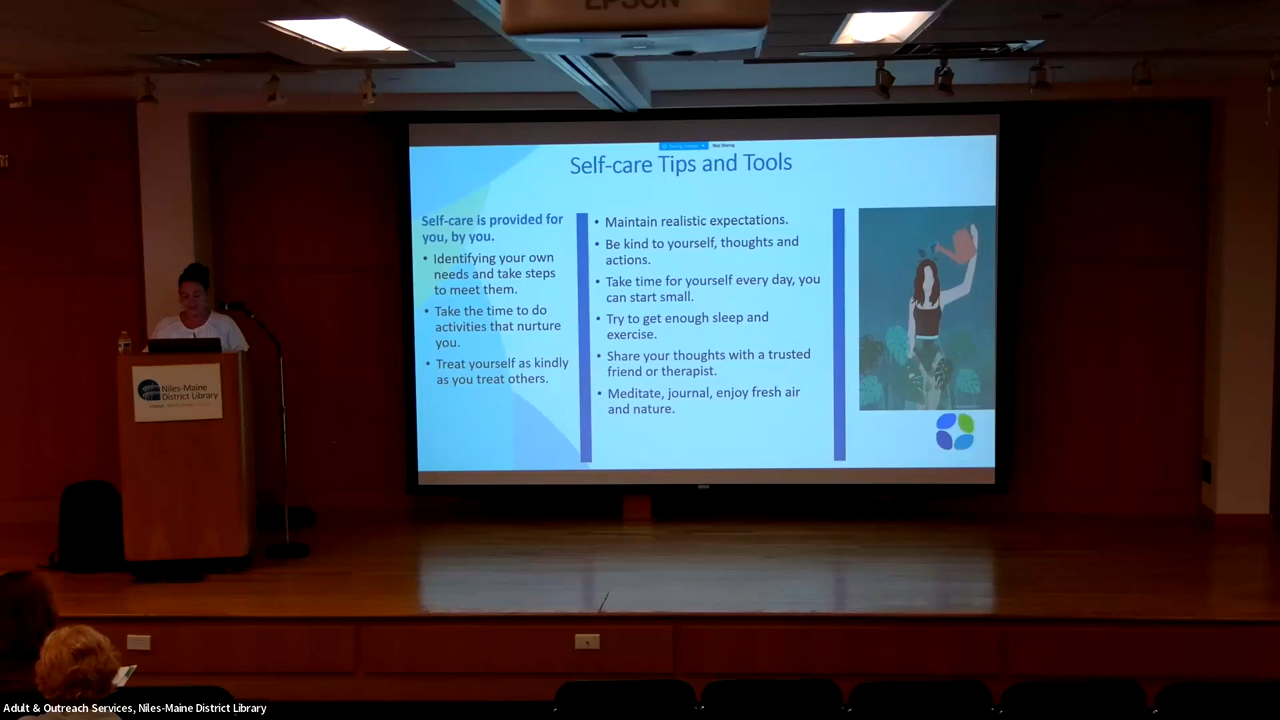 EPSON
Self-care Tips and Tools
Self-care is provided for
you, by you.
• Identifying your own
needs and take steps
to meet them.
• Take the time to do
activities that nurture
you.
• Treat yourself as kindly
as you treat others.
• Maintain realistic expectations.
• Be kind to yourself, thoughts and
actions.
• Take time for yourself every day, you
can start small.
• Try to get enough sleep and
exercise.
• Share your thoughts with a trusted
friend or therapist.
• Meditate, journal, enjoy fresh air
and nature.
Niles-Maine
District Library
Adult & Outreach Services, Niles-Maine District Library